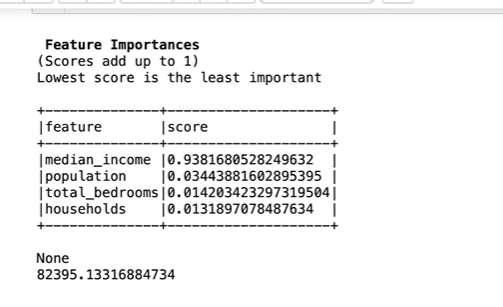 Feature Importances
(Scores add up to 1)
Lowest score is the least important
+--------------+--------------------+
|feature       |score               |
+--------------+--------------------+
|median_income |0.9381680528249632  |
|population    |0.03443881602895395 |
|total_bedrooms|0.014203423297319504|
|households    |0.0131897078487634  |
+--------------+--------------------+
None
82395.13316884734